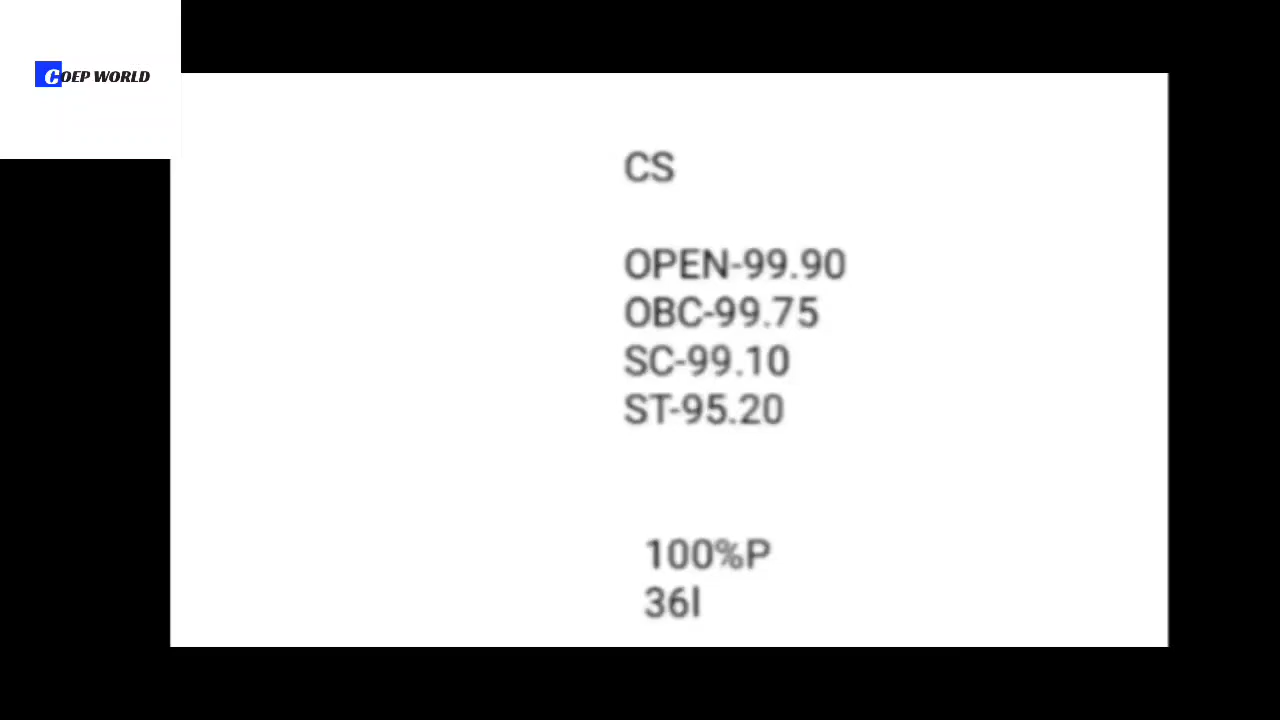 COEP WORLD
CS
OPEN-99.90
OBC-99.75
SC-99.10
ST-95.20
100%P
36l